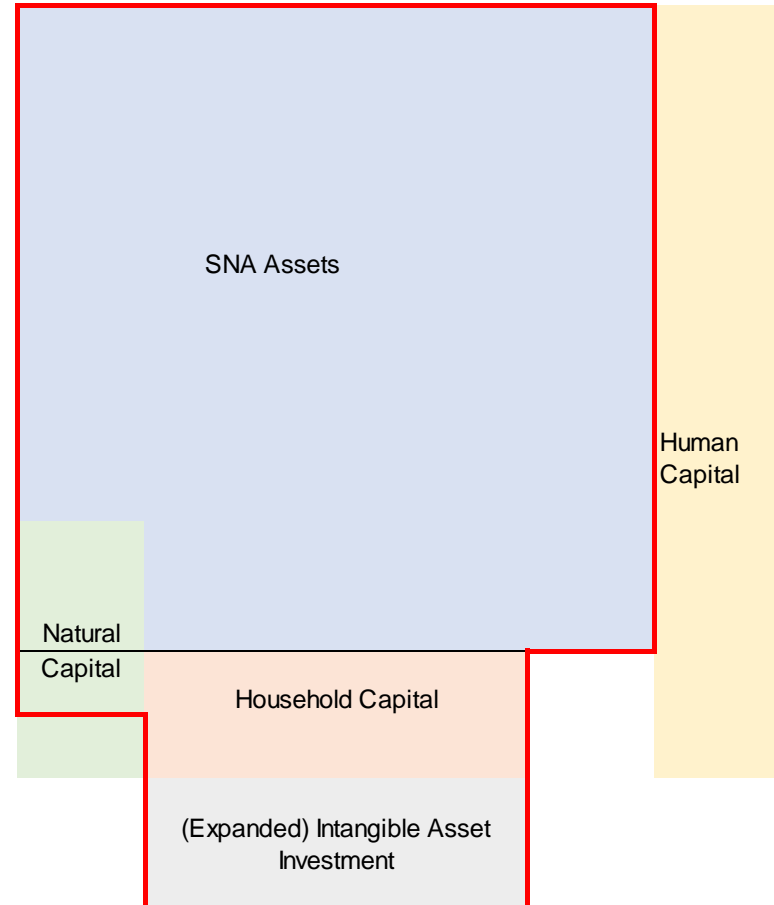 SNA Assets
Human
Capital
Natural
Capital
Household Capital
(Expanded) Intangible Asset
Investment